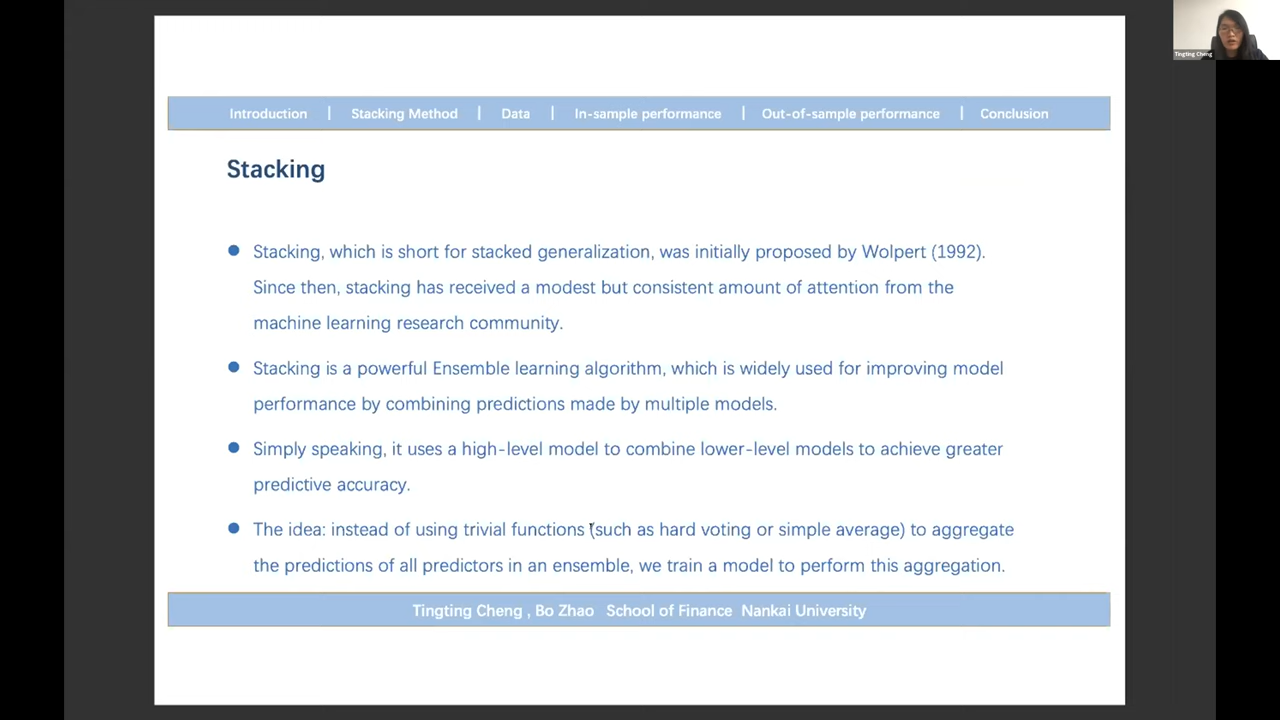 Tingting Cheng
Introduction | Stacking Method | Data | In-sample performance | Out-of-sample performance | Conclusion
Stacking
● Stacking, which is short for stacked generalization, was initially proposed by Wolpert (1992).
Since then, stacking has received a modest but consistent amount of attention from the
machine learning research community.
● Stacking is a powerful Ensemble learning algorithm, which is widely used for improving model
performance by combining predictions made by multiple models.
● Simply speaking, it uses a high-level model to combine lower-level models to achieve greater
predictive accuracy.
● The idea: instead of using trivial functions (such as hard voting or simple average) to aggregate
the predictions of all predictors in an ensemble, we train a model to perform this aggregation.
Tingting Cheng , Bo Zhao School of Finance Nankai University